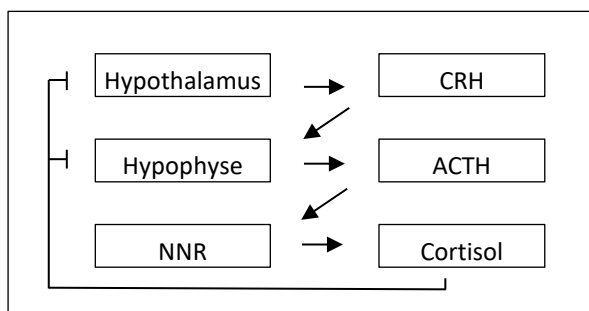 Hypothalamus
CRH
Hypophyse
ACTH
NNR
Cortisol